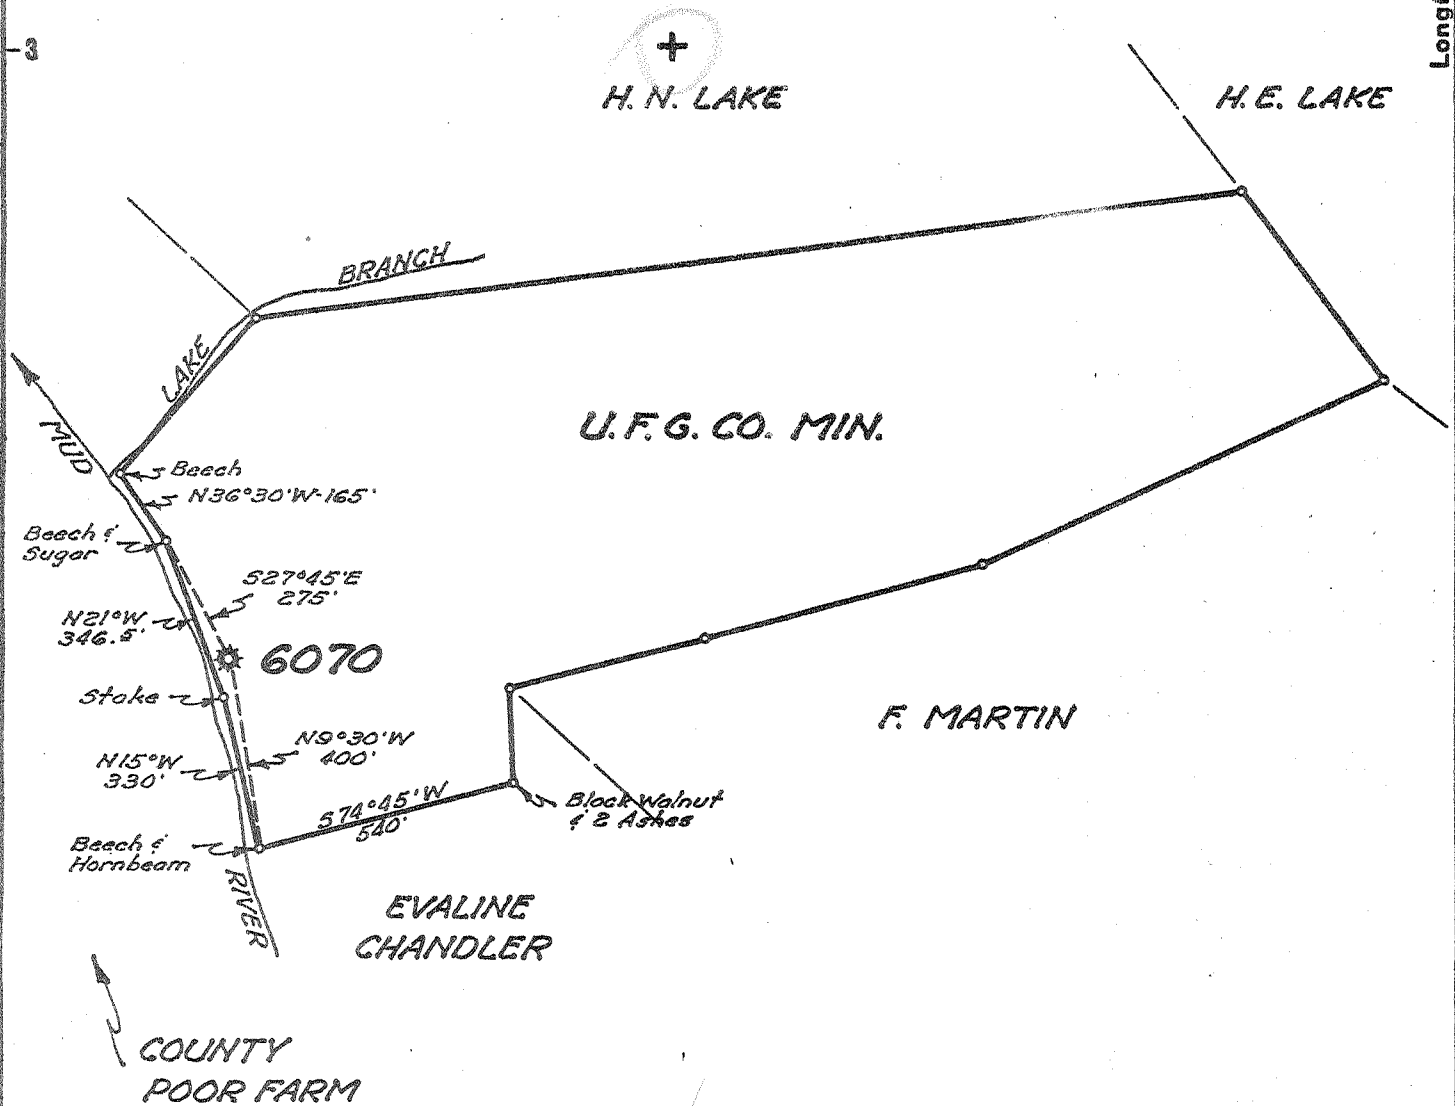 3
Longi
H. N. LAKE
H. E. LAKE
BRANCH
LAKE
MUD
U. F. G. CO. MIN.
Beech
N36°30'W-165'
Beech &
Sugar
S27°45'E
275'
N21°W
346.5'
6070
Stake
F. MARTIN
N9°30'W
400'
N15°W
330'
S74°45'W
540'
Black Walnut
& 2 Ashes
Beech &
Hornbeam
RIVER
EVALINE
CHANDLER
COUNTY
POOR FARM